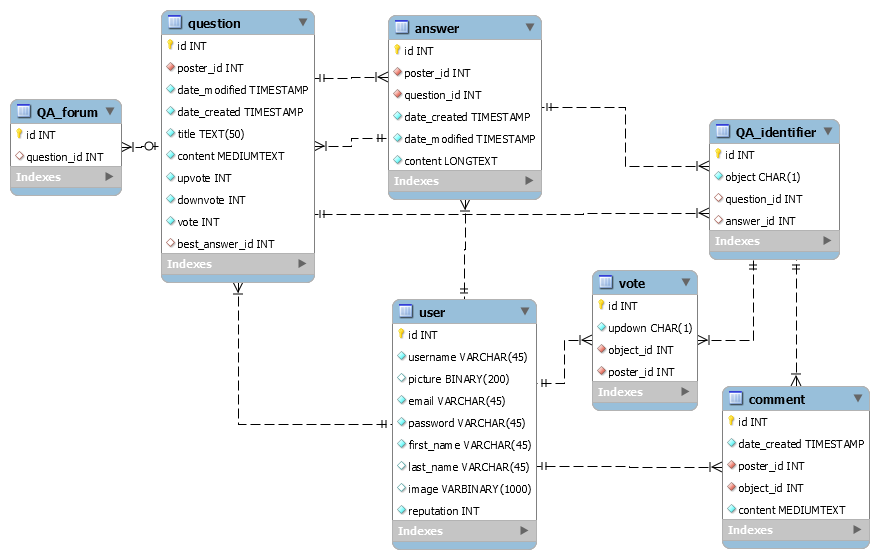 QA_forum
id INT
question_id INT
Indexes
question
id INT
poster_id INT
date_modified TIMESTAMP
date_created TIMESTAMP
title TEXT(50)
content MEDIUMTEXT
upvote INT
downvote INT
vote INT
best_answer_id INT
Indexes
answer
id INT
poster_id INT
question_id INT
date_created TIMESTAMP
date_modified TIMESTAMP
content LONGTEXT
Indexes
QA_identifier
id INT
object CHAR(1)
question_id INT
answer_id INT
Indexes
user
id INT
username VARCHAR(45)
picture BINARY(200)
email VARCHAR(45)
password VARCHAR(45)
first_name VARCHAR(45)
last_name VARCHAR(45)
image VARBINARY(1000)
reputation INT
Indexes
vote
id INT
updown CHAR(1)
object_id INT
poster_id INT
Indexes
comment
id INT
date_created TIMESTAMP
poster_id INT
object_id INT
content MEDIUMTEXT
Indexes